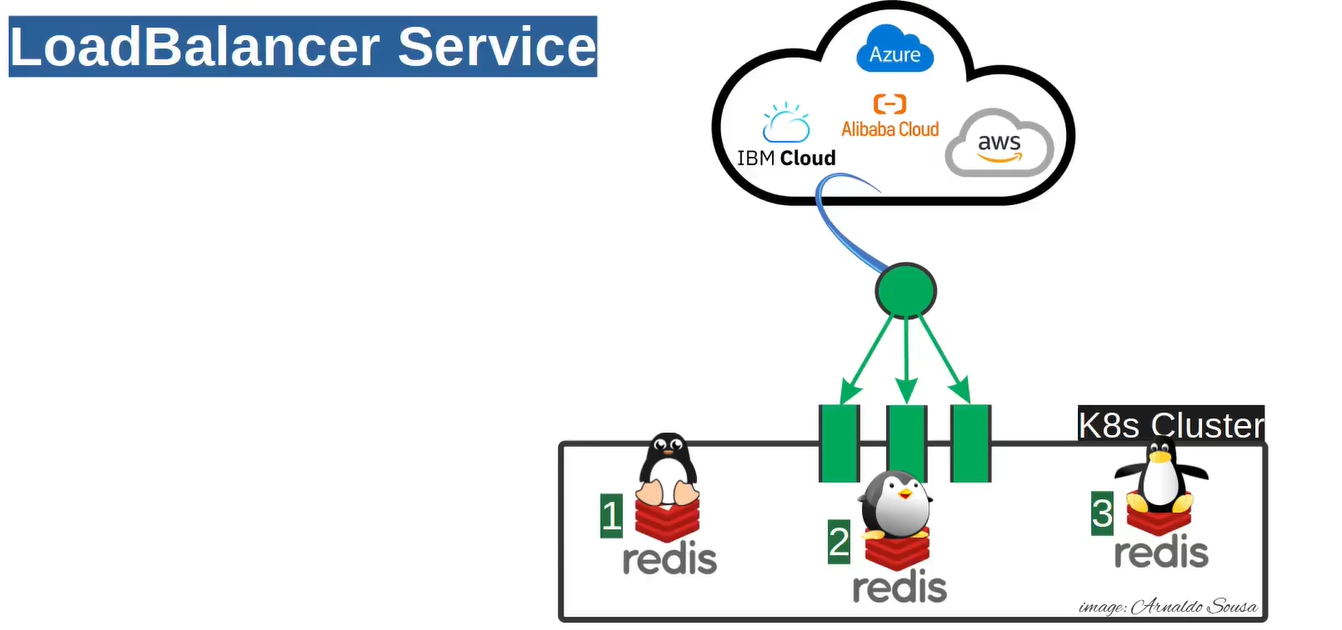 LoadBalancer Service
Azure
Alibaba Cloud
aws
IBM Cloud
K8s Cluster
1
redis
2
redis
3
redis
image: Arnaldo Sousa